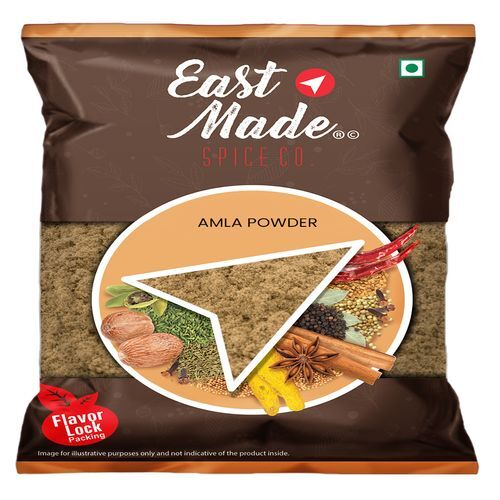 East
Made®©
SPICE CO.
AMLA POWDER
Flavor
Lock
Packing
Image for illustrative purposes only and not indicative of the product inside.